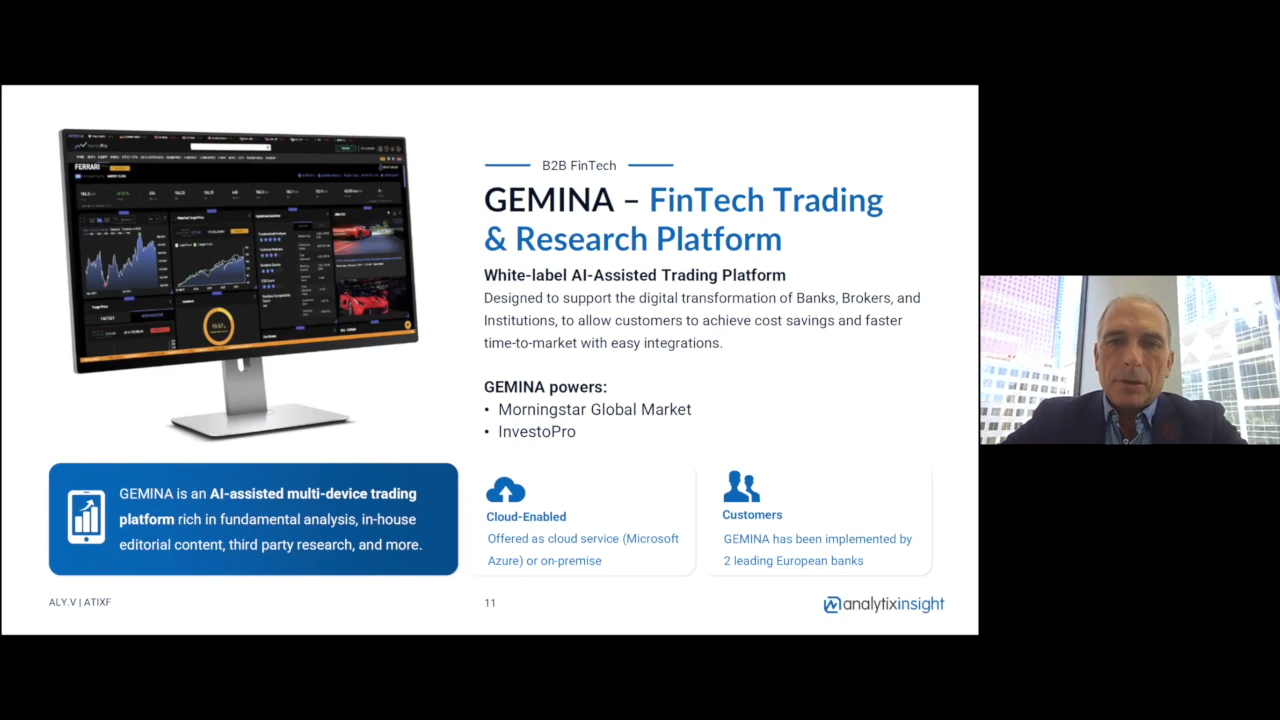 B2B FinTech
GEMINA – FinTech Trading
& Research Platform
White-label AI-Assisted Trading Platform
Designed to support the digital transformation of Banks, Brokers, and
Institutions, to allow customers to achieve cost savings and faster
time-to-market with easy integrations.
GEMINA powers:
• Morningstar Global Market
• InvestoPro
FERRARI
GEMINA is an AI-assisted multi-device trading
platform rich in fundamental analysis, in-house
editorial content, third party research, and more.
Cloud-Enabled
Offered as cloud service (Microsoft
Azure) or on-premise
Customers
GEMINA has been implemented by
2 leading European banks
ALY.V | ATIXF
11
analytixinsight